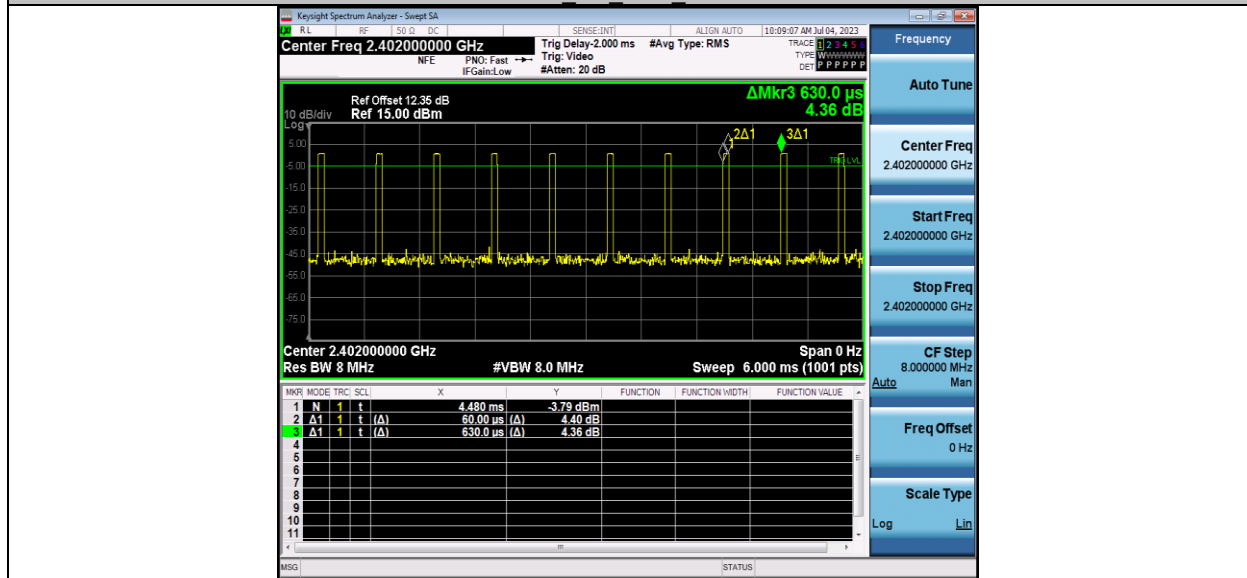 Keysight Spectrum Analyzer - Swept SA
RL RF 50 Ω DC SENSE:INT ALIGN AUTO 10:09:07 AM Jul 04, 2023
Center Freq 2.402000000 GHz
NFE
PNO: Fast
IFGain:Low
Trig Delay-2.000 ms
Trig: Video
#Atten: 20 dB
#Avg Type: RMS
TRACE 1 2 3 4 5 6
TYPE WWWWWW
DET P P P P P P
ΔMkr3 630.0 µs
4.36 dB
Ref Offset 12.35 dB
10 dB/div Ref 15.00 dBm
Log
5.00
-5.00
-15.0
-25.0
-35.0
-45.0
-55.0
-65.0
-75.0
2Δ1
3Δ1
1
TRIG LVL
Center 2.402000000 GHz Span 0 Hz
Res BW 8 MHz #VBW 8.0 MHz Sweep 6.000 ms (1001 pts)
MKR MODE TRC SCL X Y FUNCTION FUNCTION WIDTH FUNCTION VALUE
1 N 1 t 4.480 ms -3.79 dBm
2 Δ1 1 t (Δ) 60.00 µs (Δ) 4.40 dB
3 Δ1 1 t (Δ) 630.0 µs (Δ) 4.36 dB
4
5
6
7
8
9
10
11
MSG STATUS
Frequency
Auto Tune
Center Freq
2.402000000 GHz
Start Freq
2.402000000 GHz
Stop Freq
2.402000000 GHz
CF Step
8.000000 MHz
Auto Man
Freq Offset
0 Hz
Scale Type
Log Lin